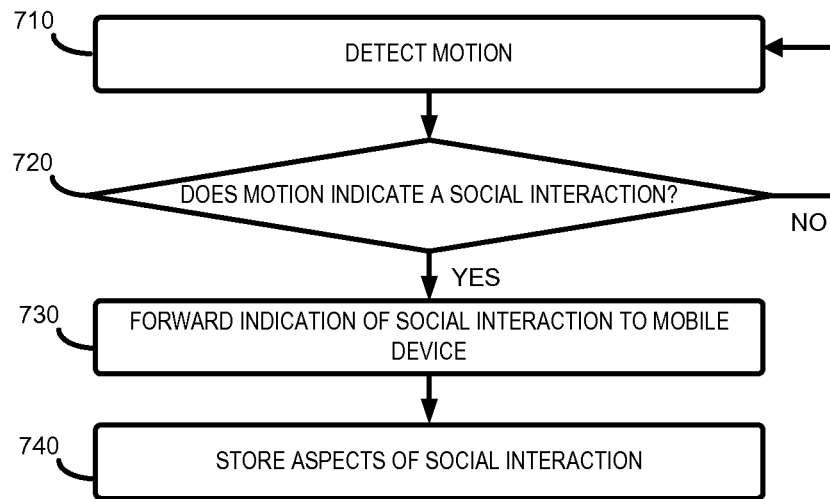 710
DETECT MOTION
720
DOES MOTION INDICATE A SOCIAL INTERACTION?
NO
YES
730
FORWARD INDICATION OF SOCIAL INTERACTION TO MOBILE
DEVICE
740
STORE ASPECTS OF SOCIAL INTERACTION